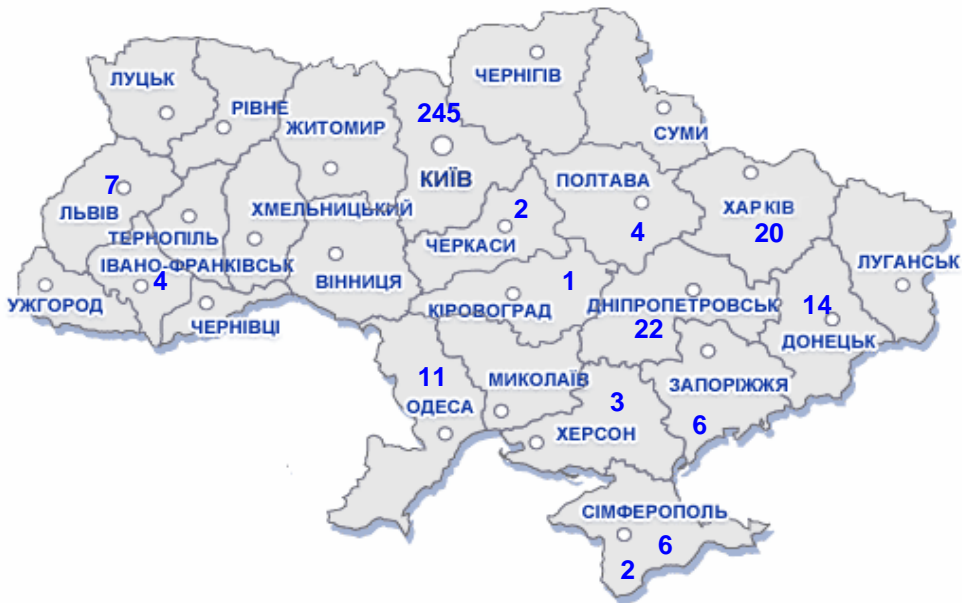 ЧЕРНІГІВ
ЛУЦЬК
РІВНЕ
245
ЖИТОМИР
СУМИ
КИЇВ
ПОЛТАВА
7
ЛЬВІВ
ХМЕЛЬНИЦЬКИЙ
2
ЧЕРКАСИ
4
ХАРКІВ
20
ТЕРНОПІЛЬ
ІВАНО-ФРАНКІВСЬК
4
ВІННИЦЯ
1
ЛУГАНСЬК
УЖГОРОД
ЧЕРНІВЦІ
КІРОВОГРАД
ДНІПРОПЕТРОВСЬК
22
14
ДОНЕЦЬК
11
ОДЕСА
МИКОЛАЇВ
3
ХЕРСОН
ЗАПОРІЖЖЯ
6
СІМФЕРОПОЛЬ
6
2